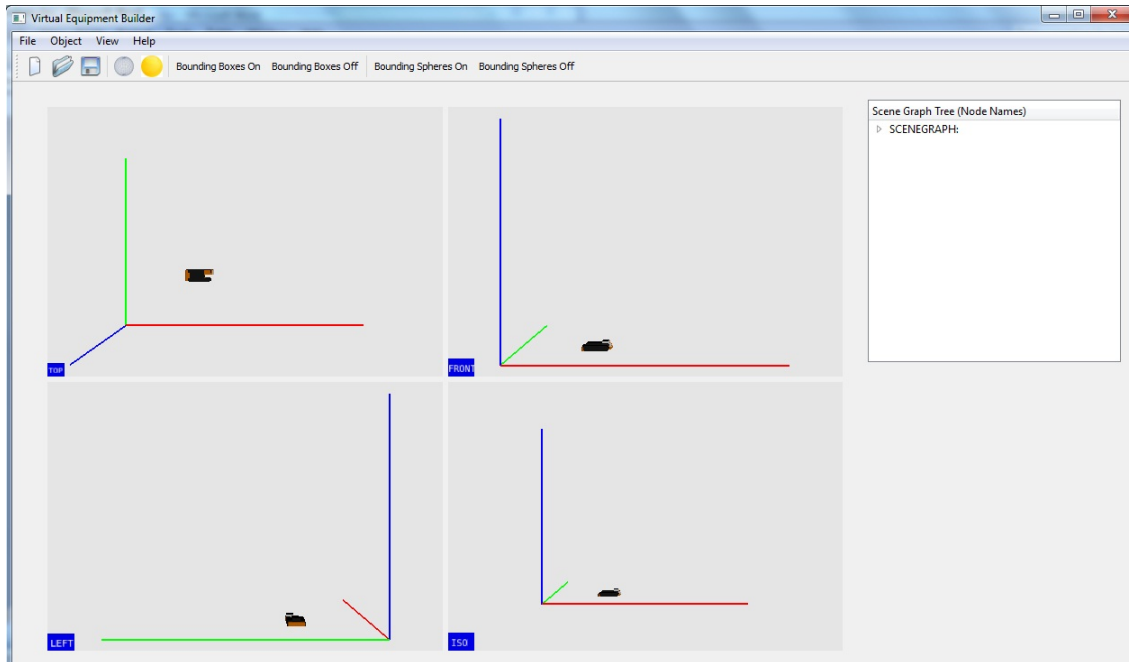 Virtual Equipment Builder
File Object View Help
Bounding Boxes On Bounding Boxes Off Bounding Spheres On Bounding Spheres Off
Scene Graph Tree (Node Names)
SCENEGRAPH:
TOP
FRONT
LEFT
ISO